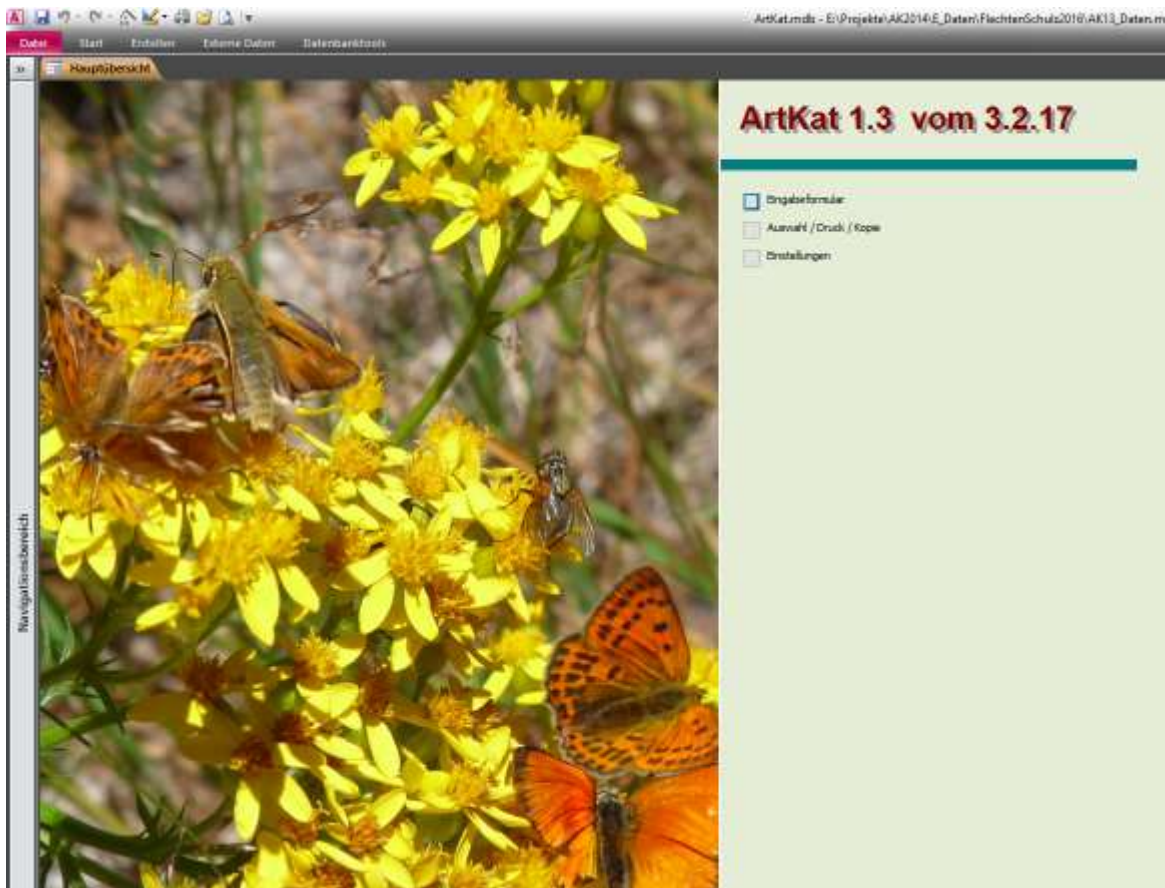 ArtKat.mdb - E:\Projekte\AK2014\E_Daten\FlechtenSchulz2016\AK13_Daten.m
Datei Start Erstellen Externe Daten Datenbanktools
Hauptübersicht
Navigationsbereich
ArtKat 1.3 vom 3.2.17
Eingabeformular
Auswahl / Druck / Kopie
Einstellungen